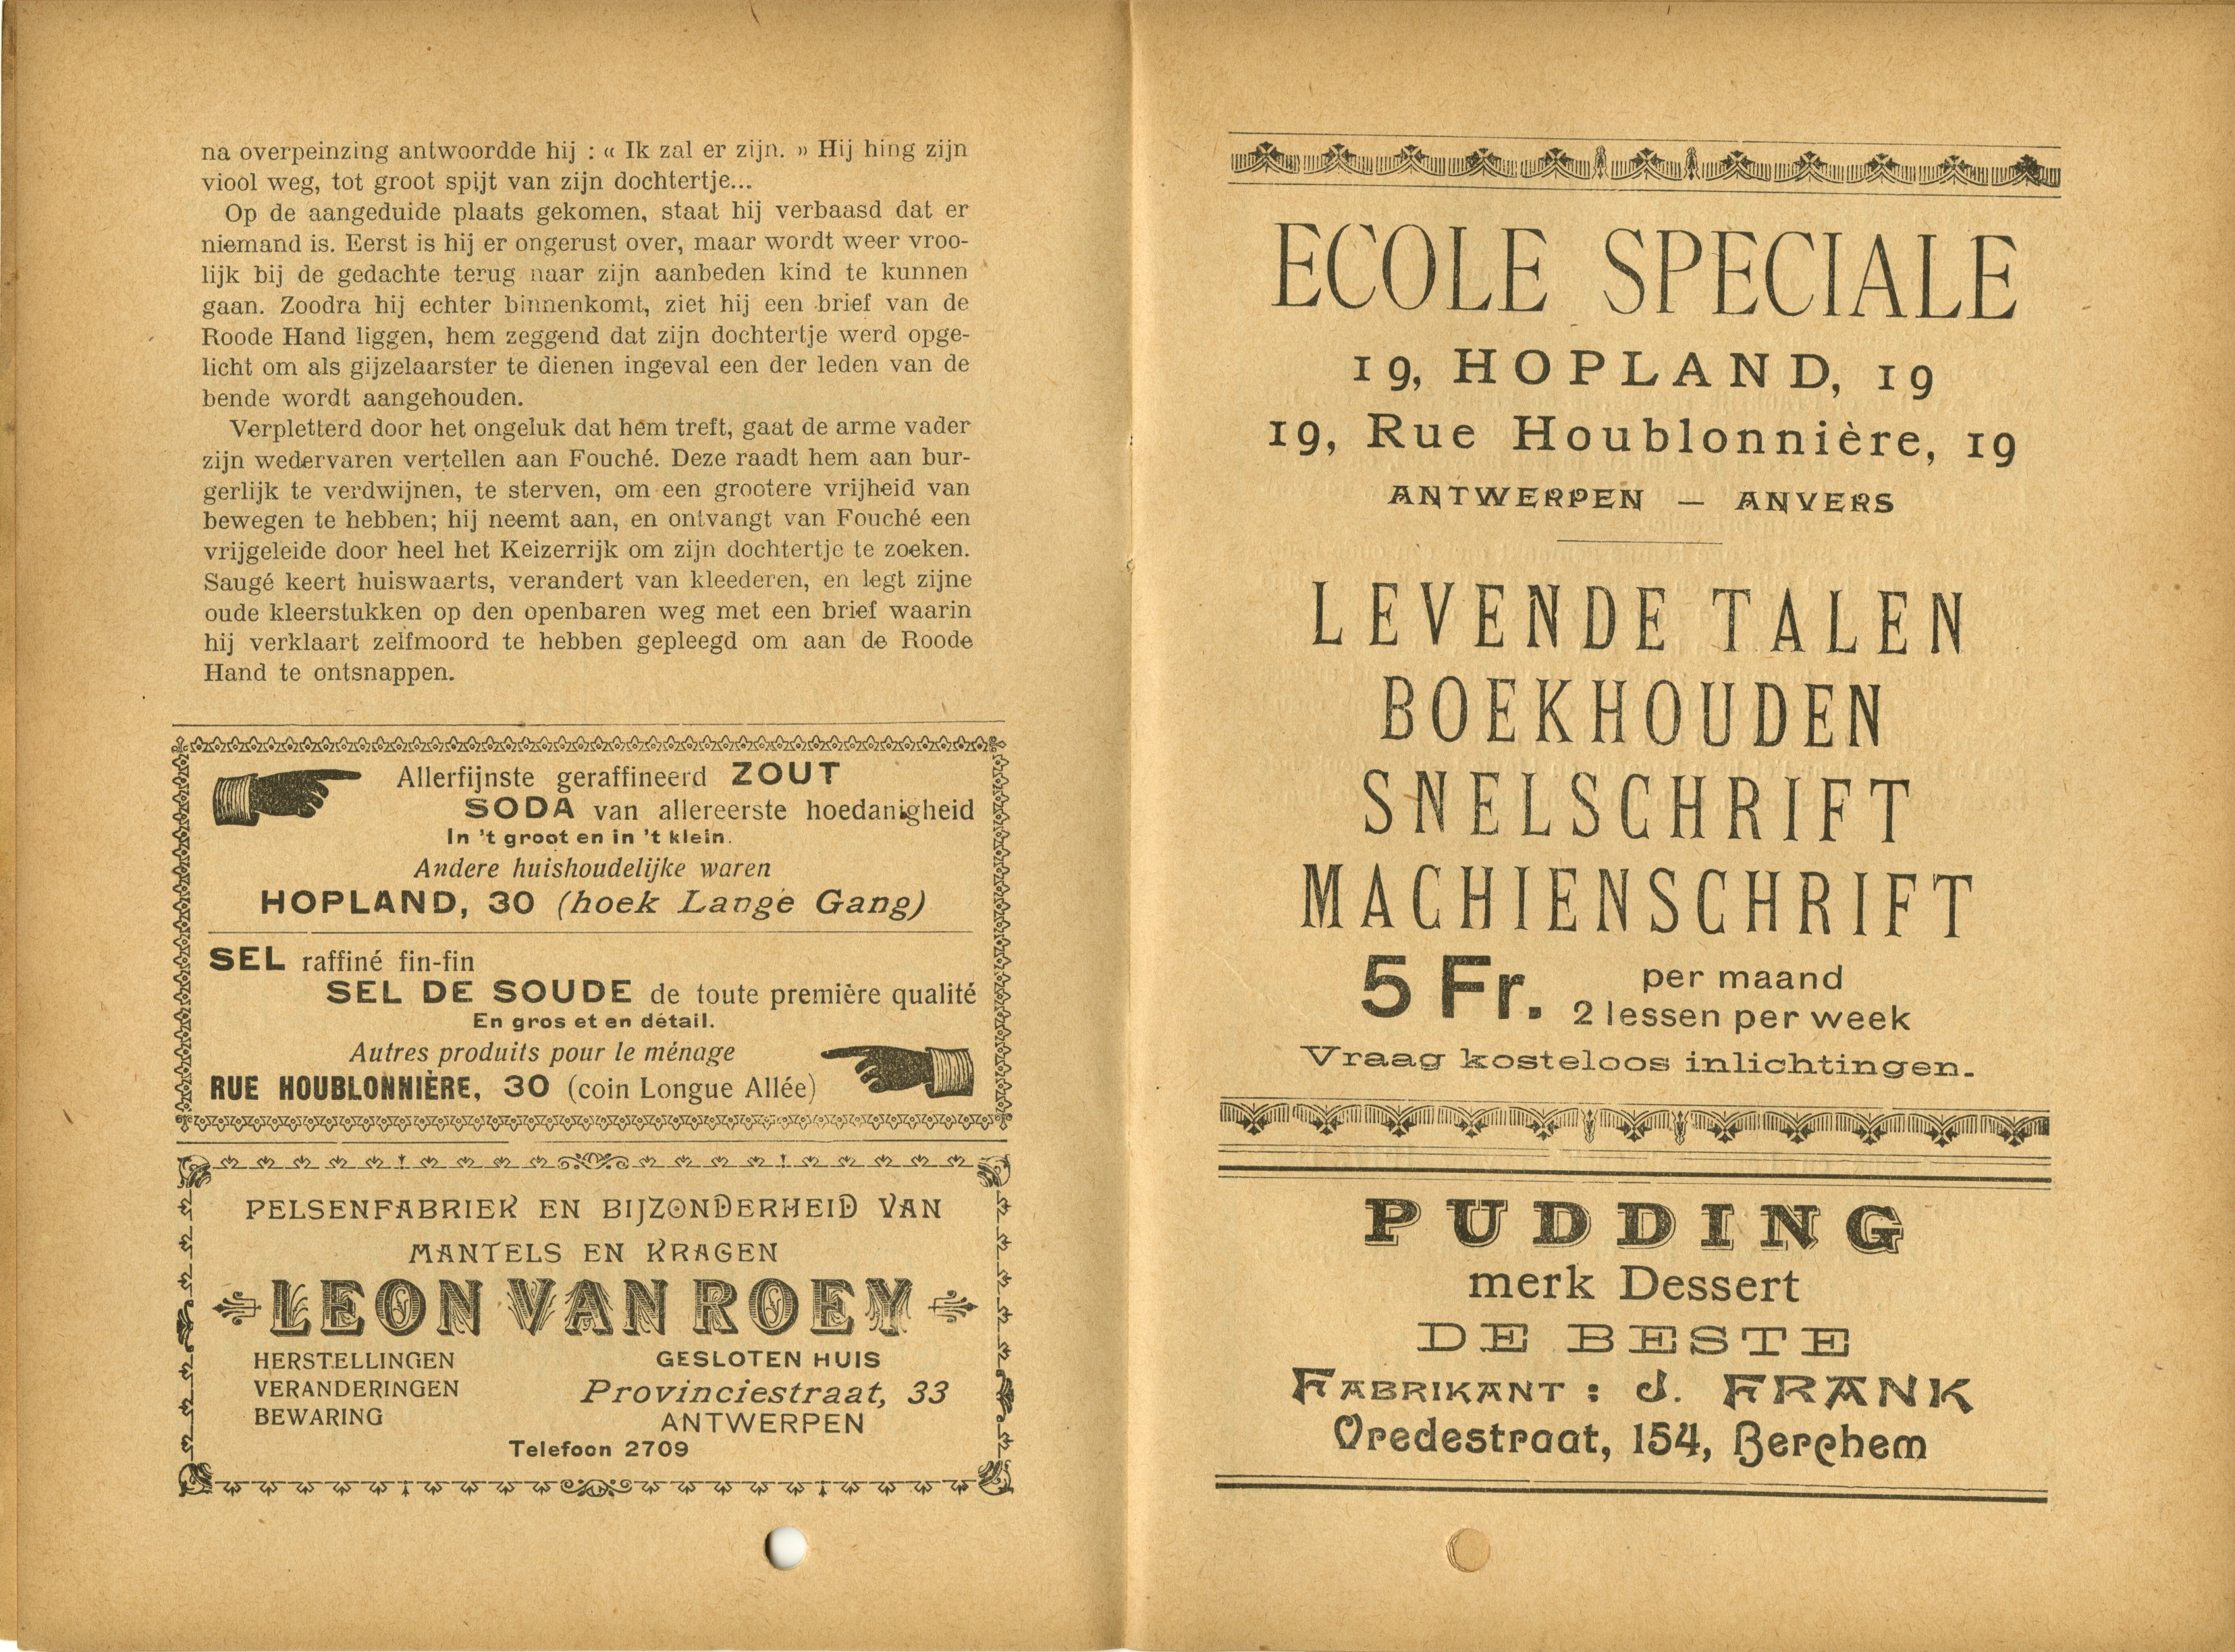 na overpeinzing antwoordde hij : « Ik zal er zijn. » Hij hing zijn
viool weg, tot groot spijt van zijn dochtertje...
Op de aangeduide plaats gekomen, staat hij verbaasd dat er
niemand is. Eerst is hij er ongerust over, maar wordt weer vroo-
lijk bij de gedachte terug naar zijn aanbeden kind te kunnen
gaan. Zoodra hij echter binnenkomt, ziet hij een brief van de
Roode Hand liggen, hem zeggend dat zijn dochtertje werd opge-
licht om als gijzelaarster te dienen ingeval een der leden van de
bende wordt aangehouden.
Verpletterd door het ongeluk dat hem treft, gaat de arme vader
zijn wedervaren vertellen aan Fouché. Deze raadt hem aan bur-
gerlijk te verdwijnen, te sterven, om een grootere vrijheid van
bewegen te hebben; hij neemt aan, en ontvangt van Fouché een
vrijgeleide door heel het Keizerrijk om zijn dochtertje te zoeken.
Saugé keert huiswaarts, verandert van kleederen, en legt zijne
oude kleerstukken op den openbaren weg met een brief waarin
hij verklaart zelfmoord te hebben gepleegd om aan de Roode
Hand te ontsnappen.
Allerfijnste geraffineerd ZOUT
SODA van allereerste hoedanigheid
In 't groot en in 't klein.
Andere huishoudelijke waren
HOPLAND, 30 (hoek Lange Gang)
SEL raffiné fin-fin
SEL DE SOUDE de toute première qualité
En gros et en détail.
Autres produits pour le ménage
RUE HOUBLONNIÈRE, 30 (coin Longue Allée)
PELSENFABRIEK EN BIJZONDERHEID VAN
MANTELS EN KRAGEN
LEON VAN ROEY
HERSTELLINGEN
VERANDERINGEN
BEWARING
GESLOTEN HUIS
Provinciestraat, 33
ANTWERPEN
Telefoon 2709
ECOLE SPECIALE
19, HOPLAND, 19
19, Rue Houblonnière, 19
ANTWERPEN — ANVERS
LEVENDE TALEN
BOEKHOUDEN
SNELSCHRIFT
MACHIENSCHRIFT
5 Fr. per maand
2 lessen per week
Vraag kosteloos inlichtingen.
PUDDING
merk Dessert
DE BESTE
FABRIKANT : J. FRANK
Vredestraat, 154, Berchem